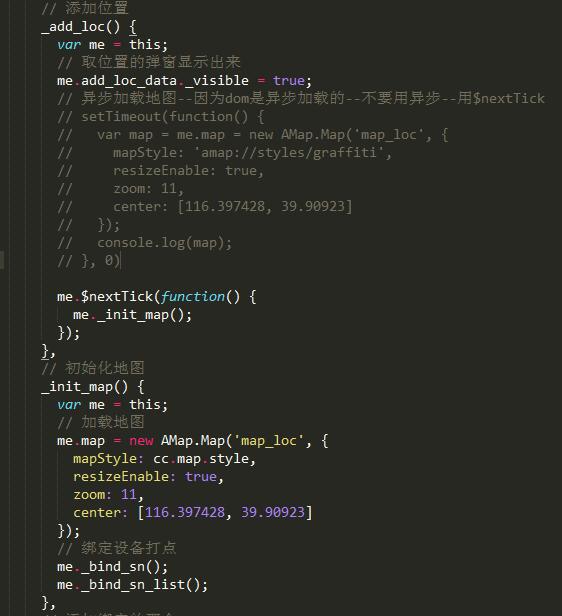 // 添加位置
_add_loc() {
var me = this;
// 取位置的弹窗显示出来
me.add_loc_data._visible = true;
// 异步加载地图--因为dom是异步加载的--不要用异步--用$nextTick
// setTimeout(function() {
//   var map = me.map = new AMap.Map('map_loc', {
//     mapStyle: 'amap://styles/graffiti',
//     resizeEnable: true,
//     zoom: 11,
//     center: [116.397428, 39.90923]
//   });
//   console.log(map);
// }, 0)
me.$nextTick(function() {
me._init_map();
});
},
// 初始化地图
_init_map() {
var me = this;
// 加载地图
me.map = new AMap.Map('map_loc', {
mapStyle: cc.map.style,
resizeEnable: true,
zoom: 11,
center: [116.397428, 39.90923]
});
// 绑定设备打点
me._bind_sn();
me._bind_sn_list();
},